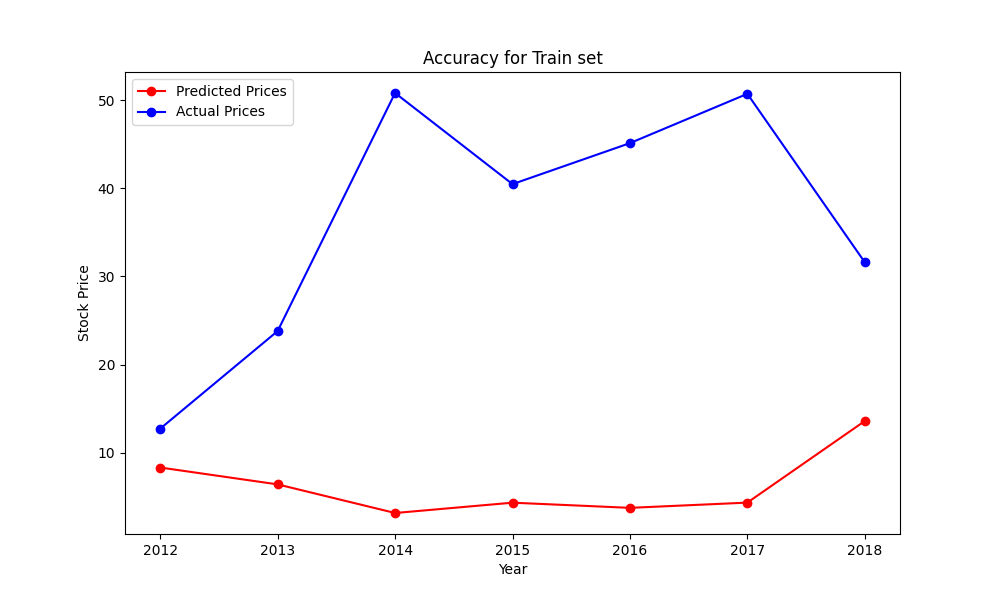 Accuracy for Train set
Predicted Prices
Actual Prices
Stock Price
50
40
30
20
10
2012 2013 2014 2015 2016 2017 2018
Year